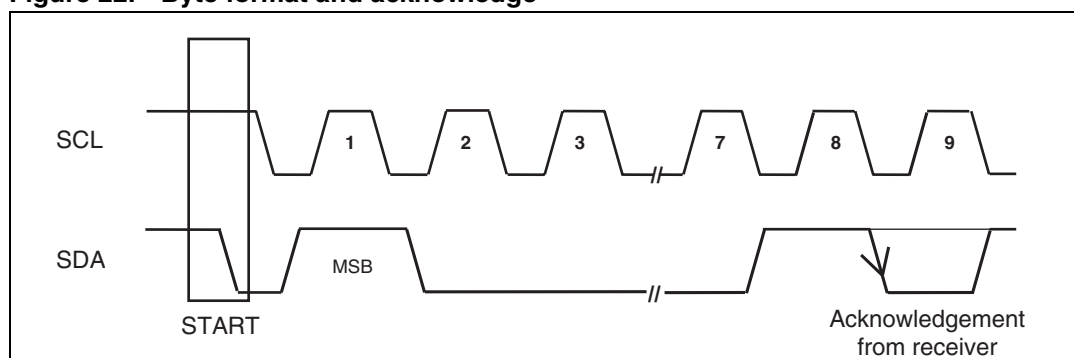 Figure 22. Byte format and acknowledge
SCL
1 2 3 // 7 8 9
SDA
MSB
//
START
Acknowledgement
from receiver